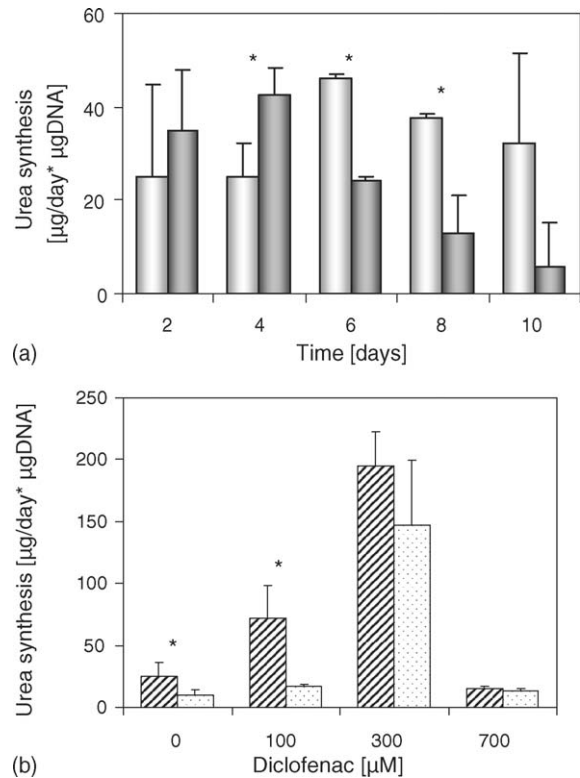 60
40
20
0
Urea synthesis
[µg/day* µgDNA]
* * *
2 4 6 8 10
Time [days]
(a)
250
200
150
100
50
0
Urea synthesis [µg/day* µgDNA]
* *
0 100 300 700
Diclofenac [µM]
(b)